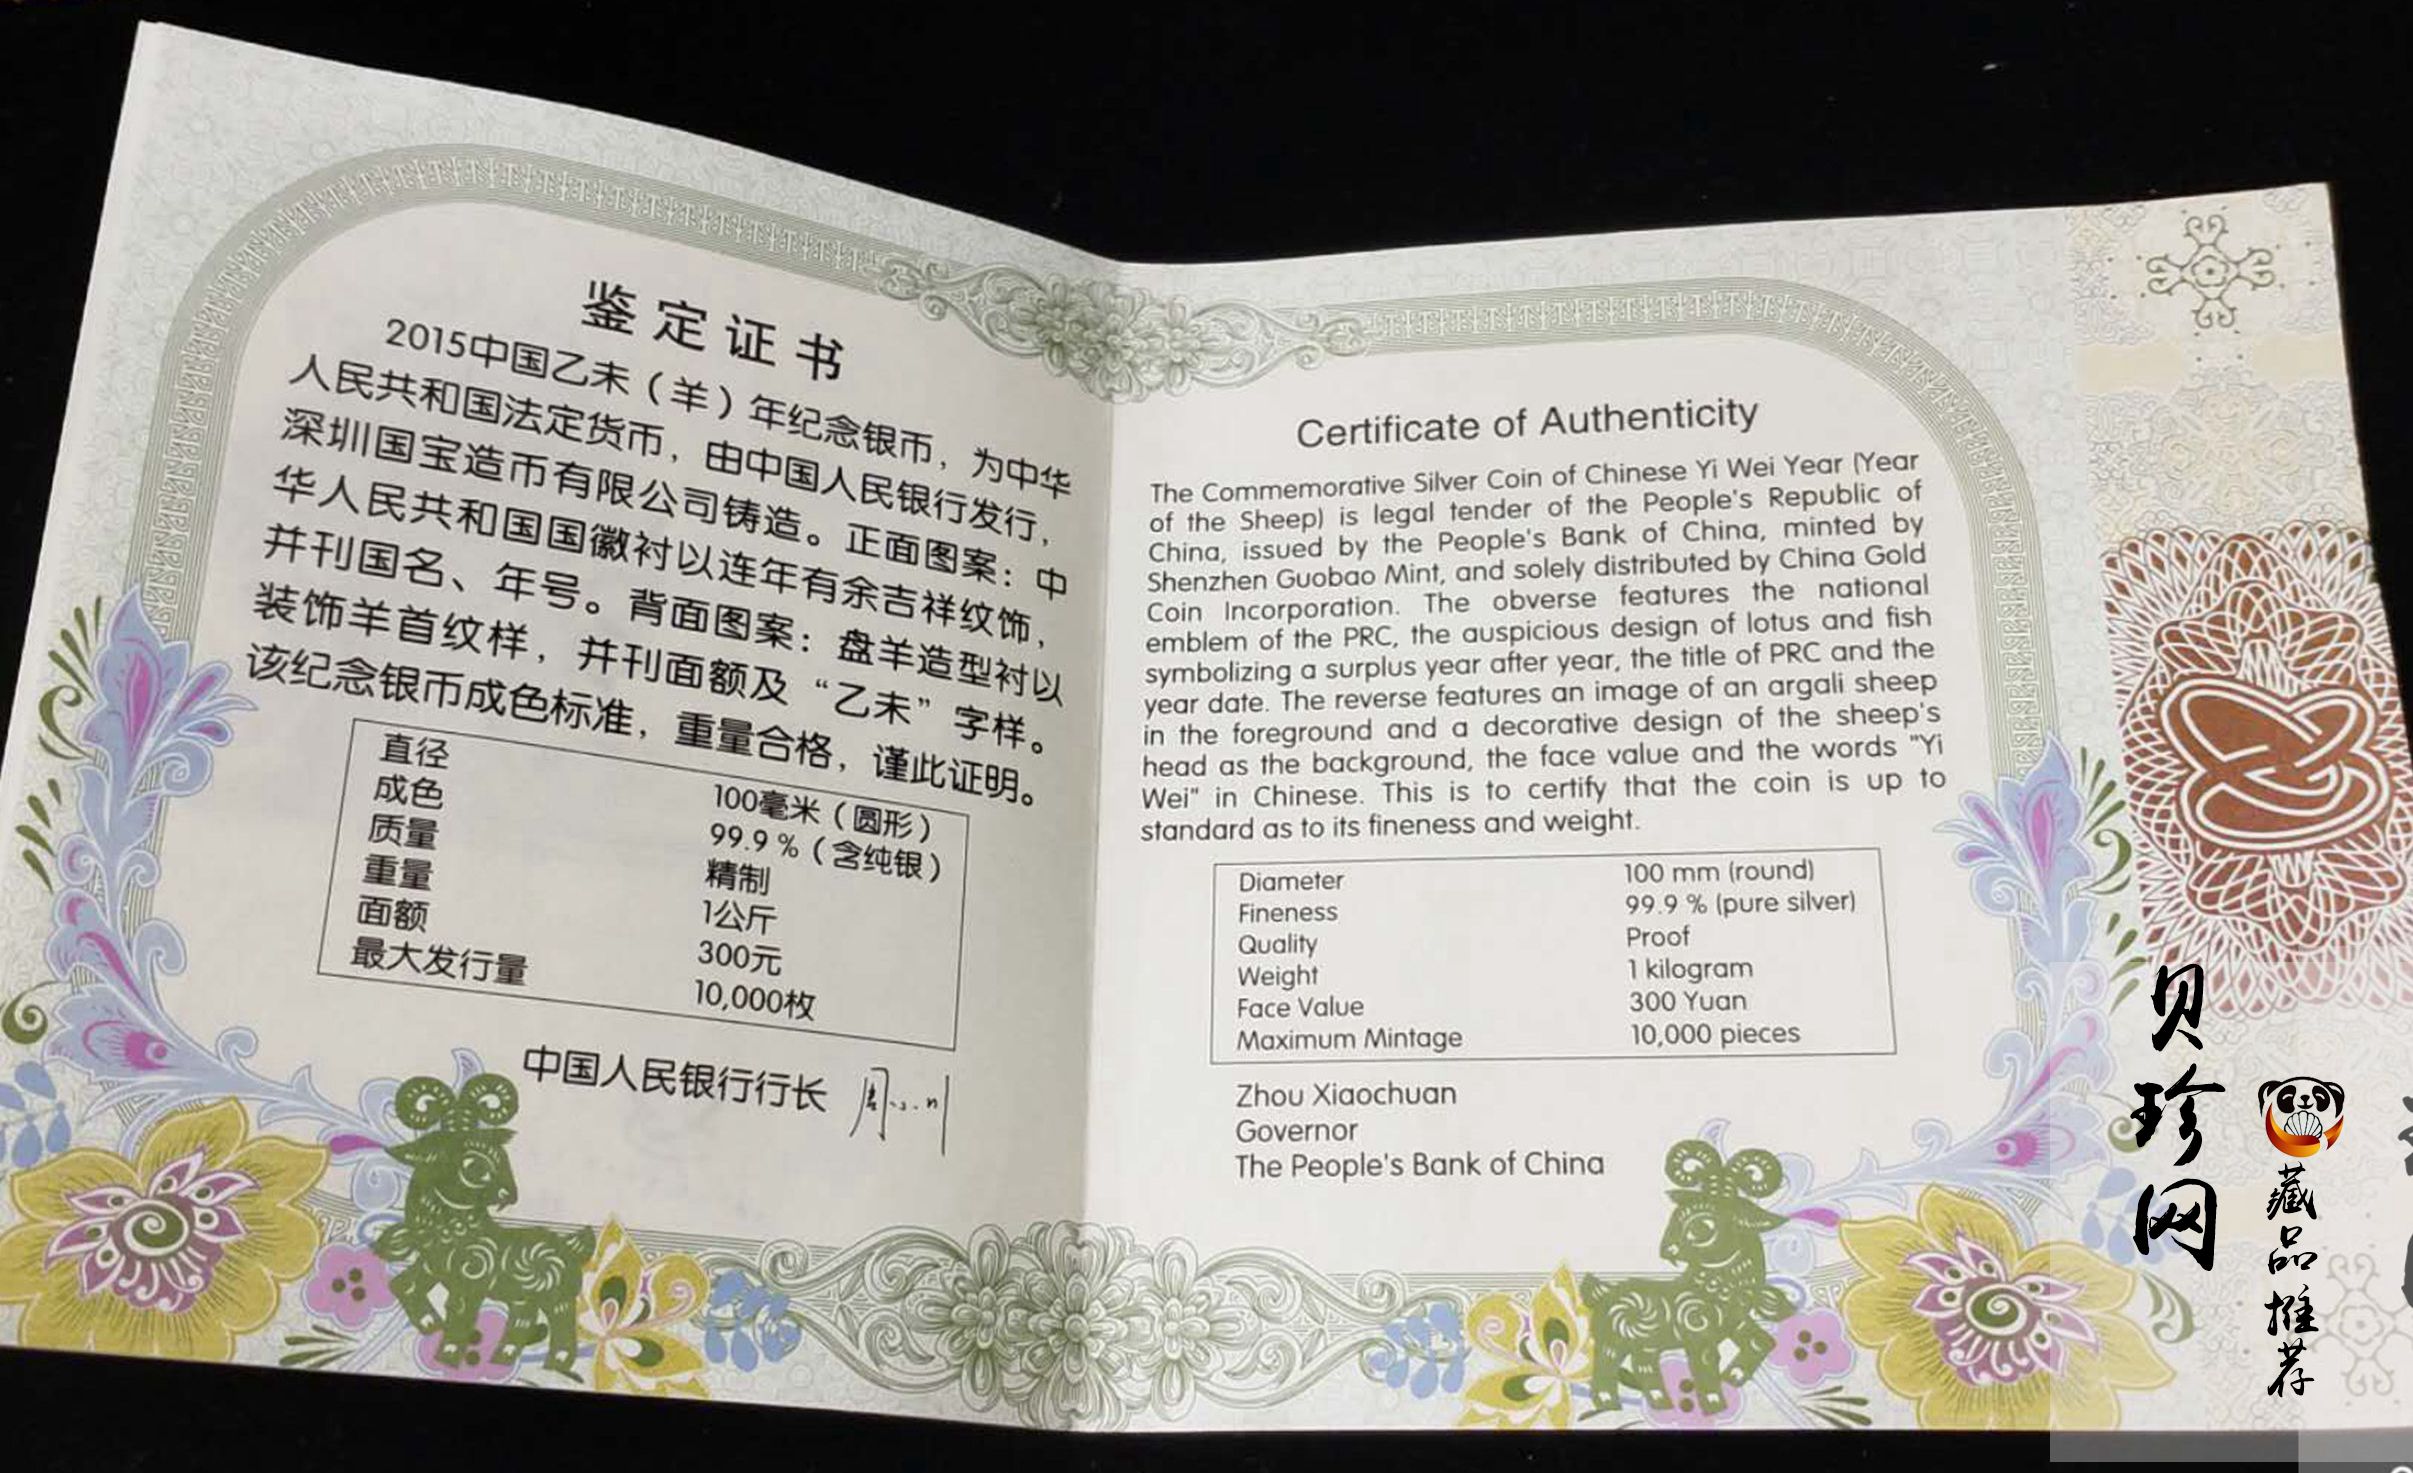 鉴定证书
2015中国乙未（羊）年纪念银币，为中华
人民共和国法定货币，由中国人民银行发行，
深圳国宝造币有限公司铸造。正面图案：中
华人民共和国国徽衬以连年有余吉祥纹饰，
并刊国名、年号。背面图案：盘羊造型衬以
装饰羊首纹样，并刊面额及“乙未”字样。
该纪念银币成色标准，重量合格，谨此证明。
直径 100毫米（圆形）
成色 99.9%（含纯银）
质量 精制
重量 1公斤
面额 300元
最大发行量 10,000枚
中国人民银行行长
Certificate of Authenticity
The Commemorative Silver Coin of Chinese Yi Wei Year (Year
of the Sheep) is legal tender of the People's Republic of
China, issued by the People's Bank of China, minted by
Shenzhen Guobao Mint, and solely distributed by China Gold
Coin Incorporation. The obverse features the national
emblem of the PRC, the auspicious design of lotus and fish
symbolizing a surplus year after year, the title of PRC and the
year date. The reverse features an image of an argali sheep
in the foreground and a decorative design of the sheep's
head as the background, the face value and the words "Yi
Wei" in Chinese. This is to certify that the coin is up to
standard as to its fineness and weight.
Diameter 100 mm (round)
Fineness 99.9 % (pure silver)
Quality Proof
Weight 1 kilogram
Face Value 300 Yuan
Maximum Mintage 10,000 pieces
Zhou Xiaochuan
Governor
The People's Bank of China
贝珍网
藏品推荐